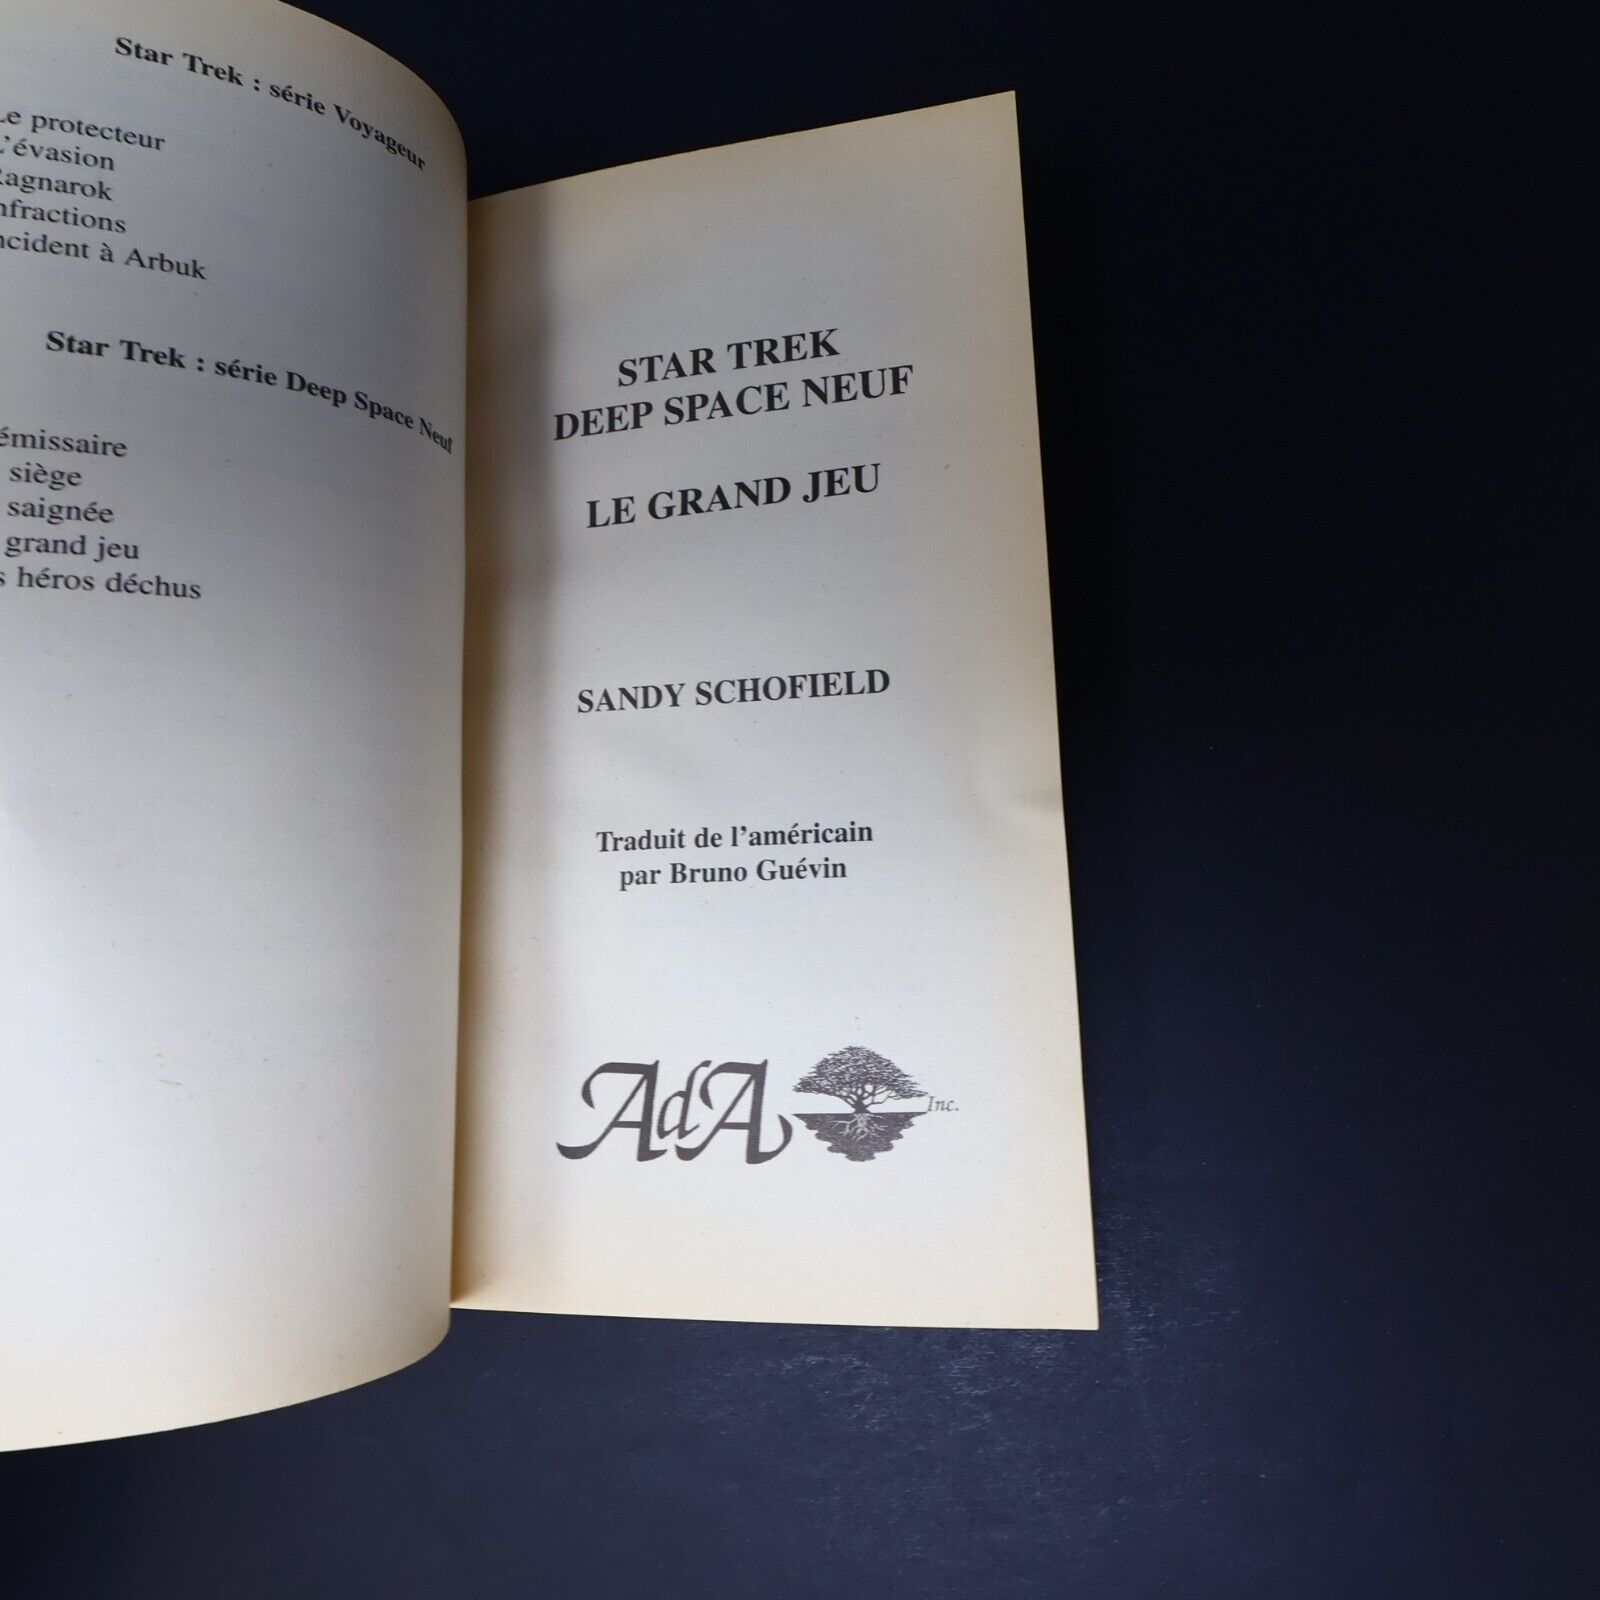 Star Trek : série Voyageur
Le protecteur
L'évasion
Ragnarok
nfractions
ncident à Arbuk
Star Trek : série Deep Space Neuf
émissaire
siège
saignée
grand jeu
s héros déchus
STAR TREK
DEEP SPACE NEUF
LE GRAND JEU
SANDY SCHOFIELD
Traduit de l'américain
par Bruno Guévin
AdA Inc.